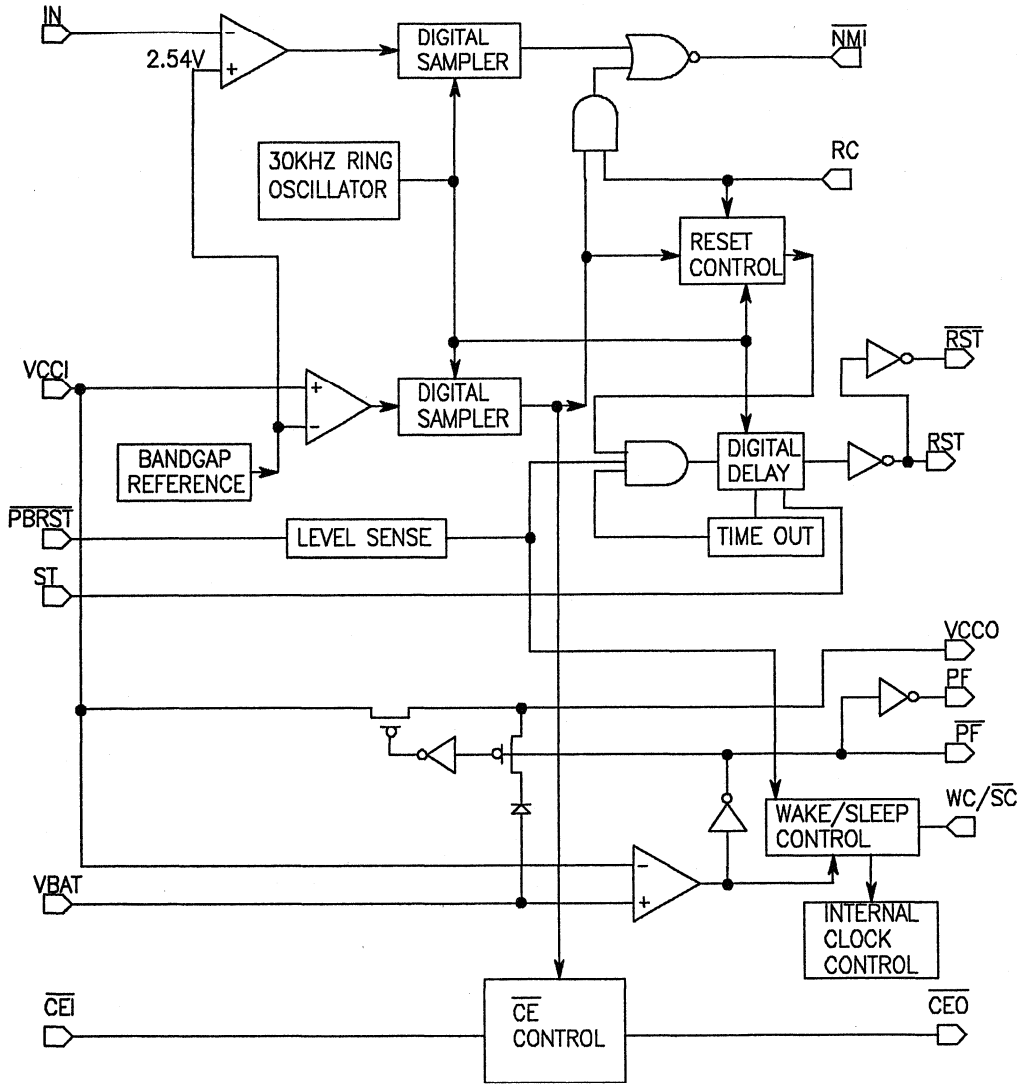 IN
2.54V
-
+
DIGITAL
SAMPLER
NMI
30KHZ RING
OSCILLATOR
RC
RESET
CONTROL
VCCI
+
-
DIGITAL
SAMPLER
RST
BANDGAP
REFERENCE
DIGITAL
DELAY
RST
PBRST
LEVEL SENSE
TIME OUT
ST
VCCO
PF
PF
WAKE/SLEEP
CONTROL
WC/SC
VBAT
-
+
INTERNAL
CLOCK
CONTROL
CEI
CE
CONTROL
CEO